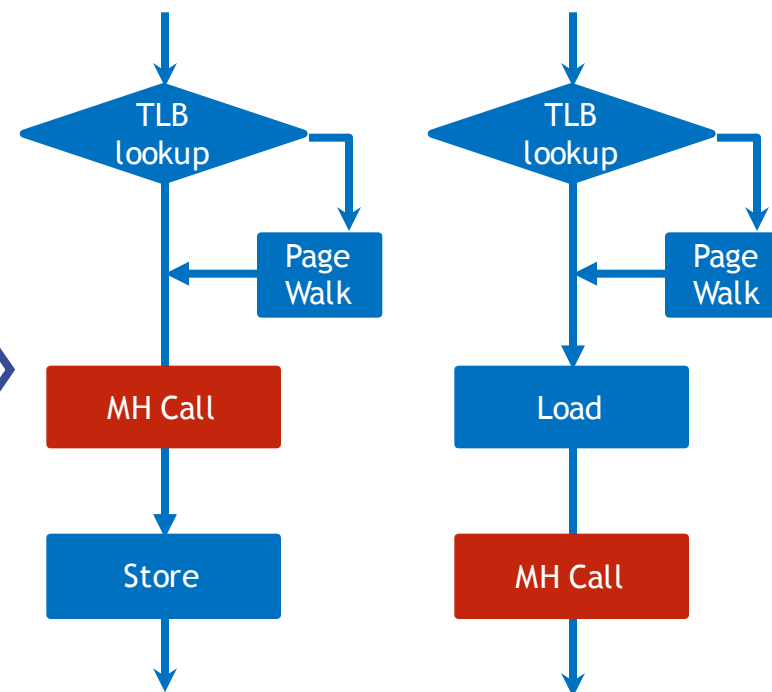 TLB
lookup
Page
Walk
MH Call
Store
TLB
lookup
Page
Walk
Load
MH Call